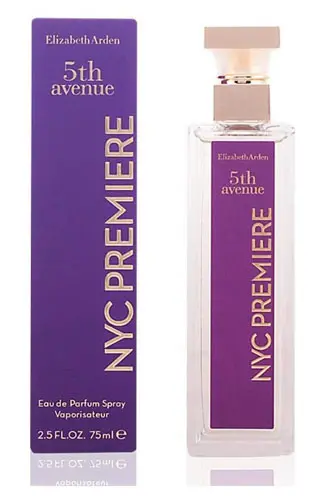 Elizabeth Arden
5th
avenue
NYC PREMIERE
Eau de Parfum Spray
Vaporisateur
2.5 FL.OZ. 75ml e
Elizabeth Arden
5th
avenue
NYC PREMIERE